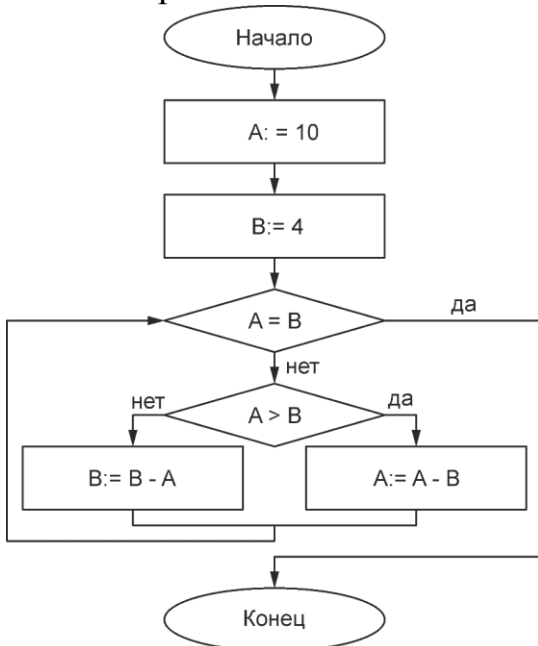 Начало
A: = 10
B:= 4
A = B
да
нет
нет
A > B
да
B:= B - A
A:= A - B
Конец